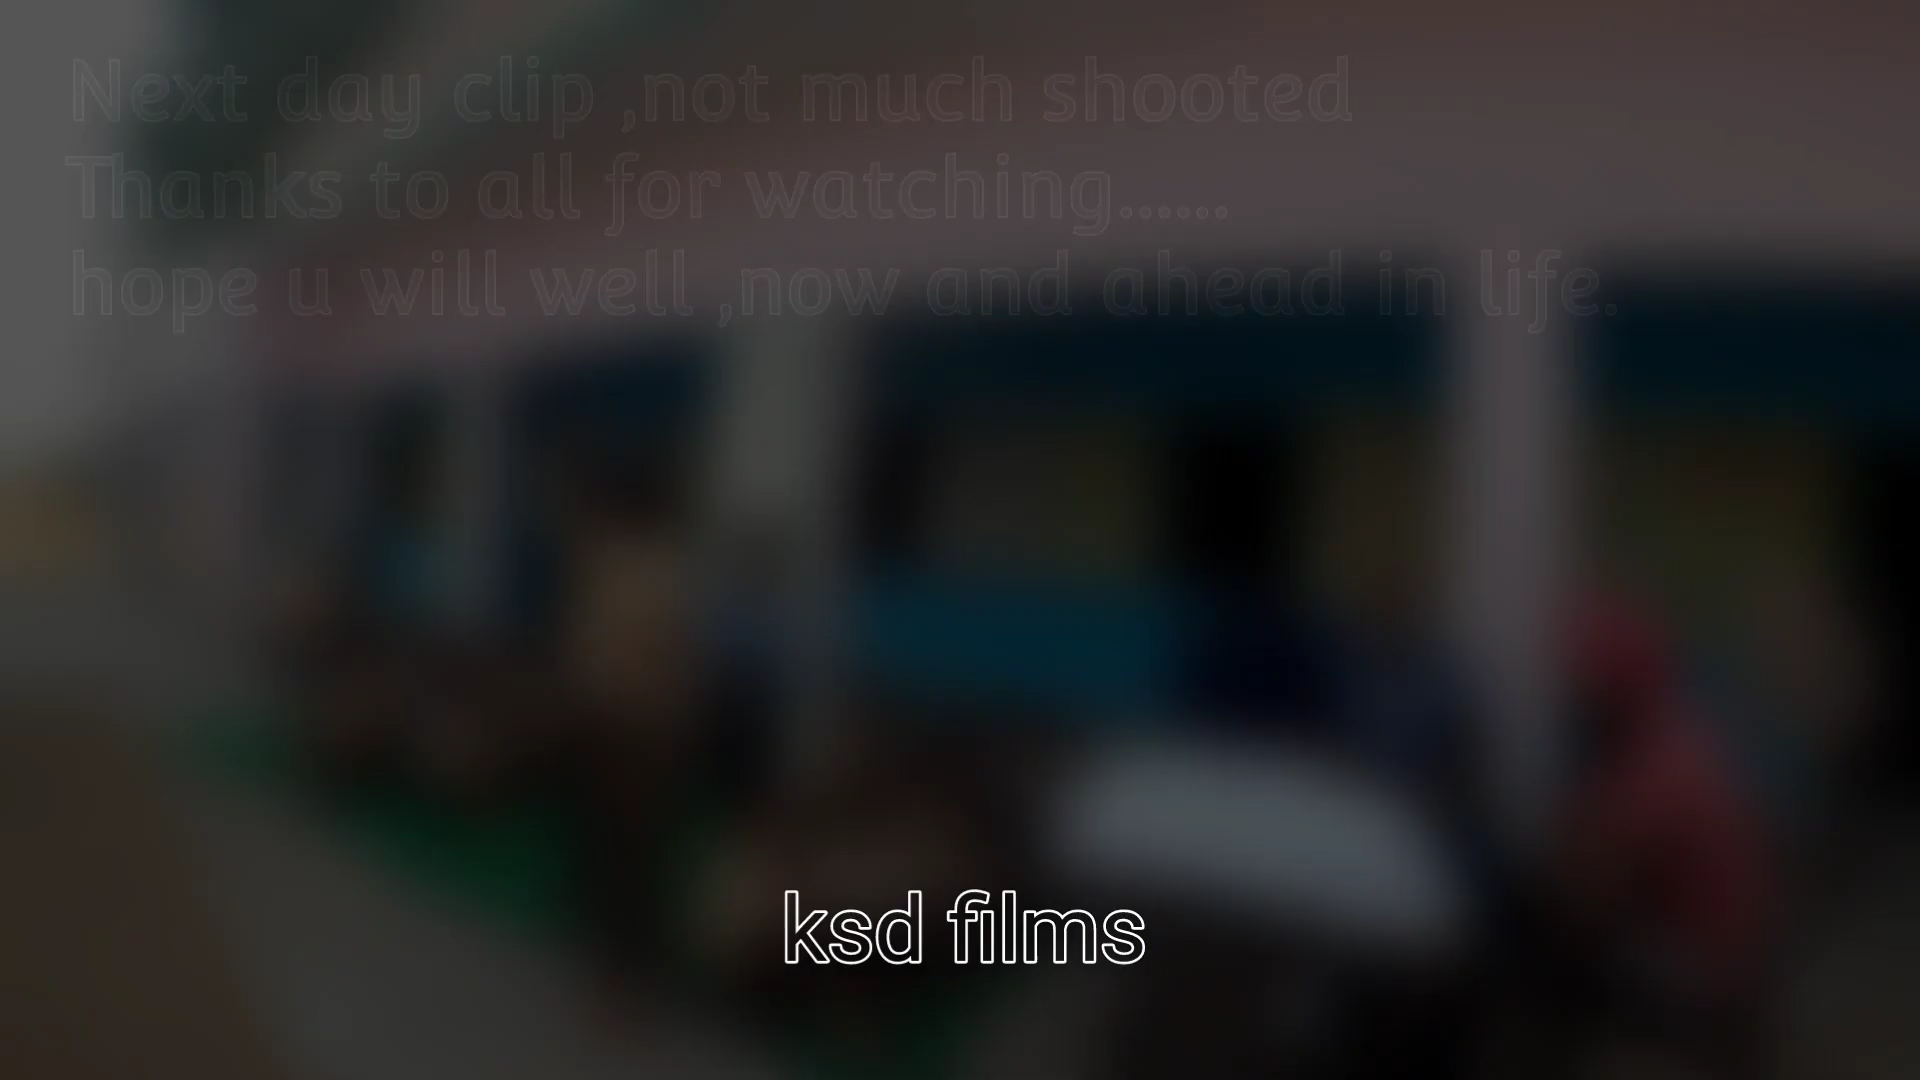 Next day clip ,not much shooted
Thanks to all for watching......
hope u will well ,now and ahead in life.
ksd films